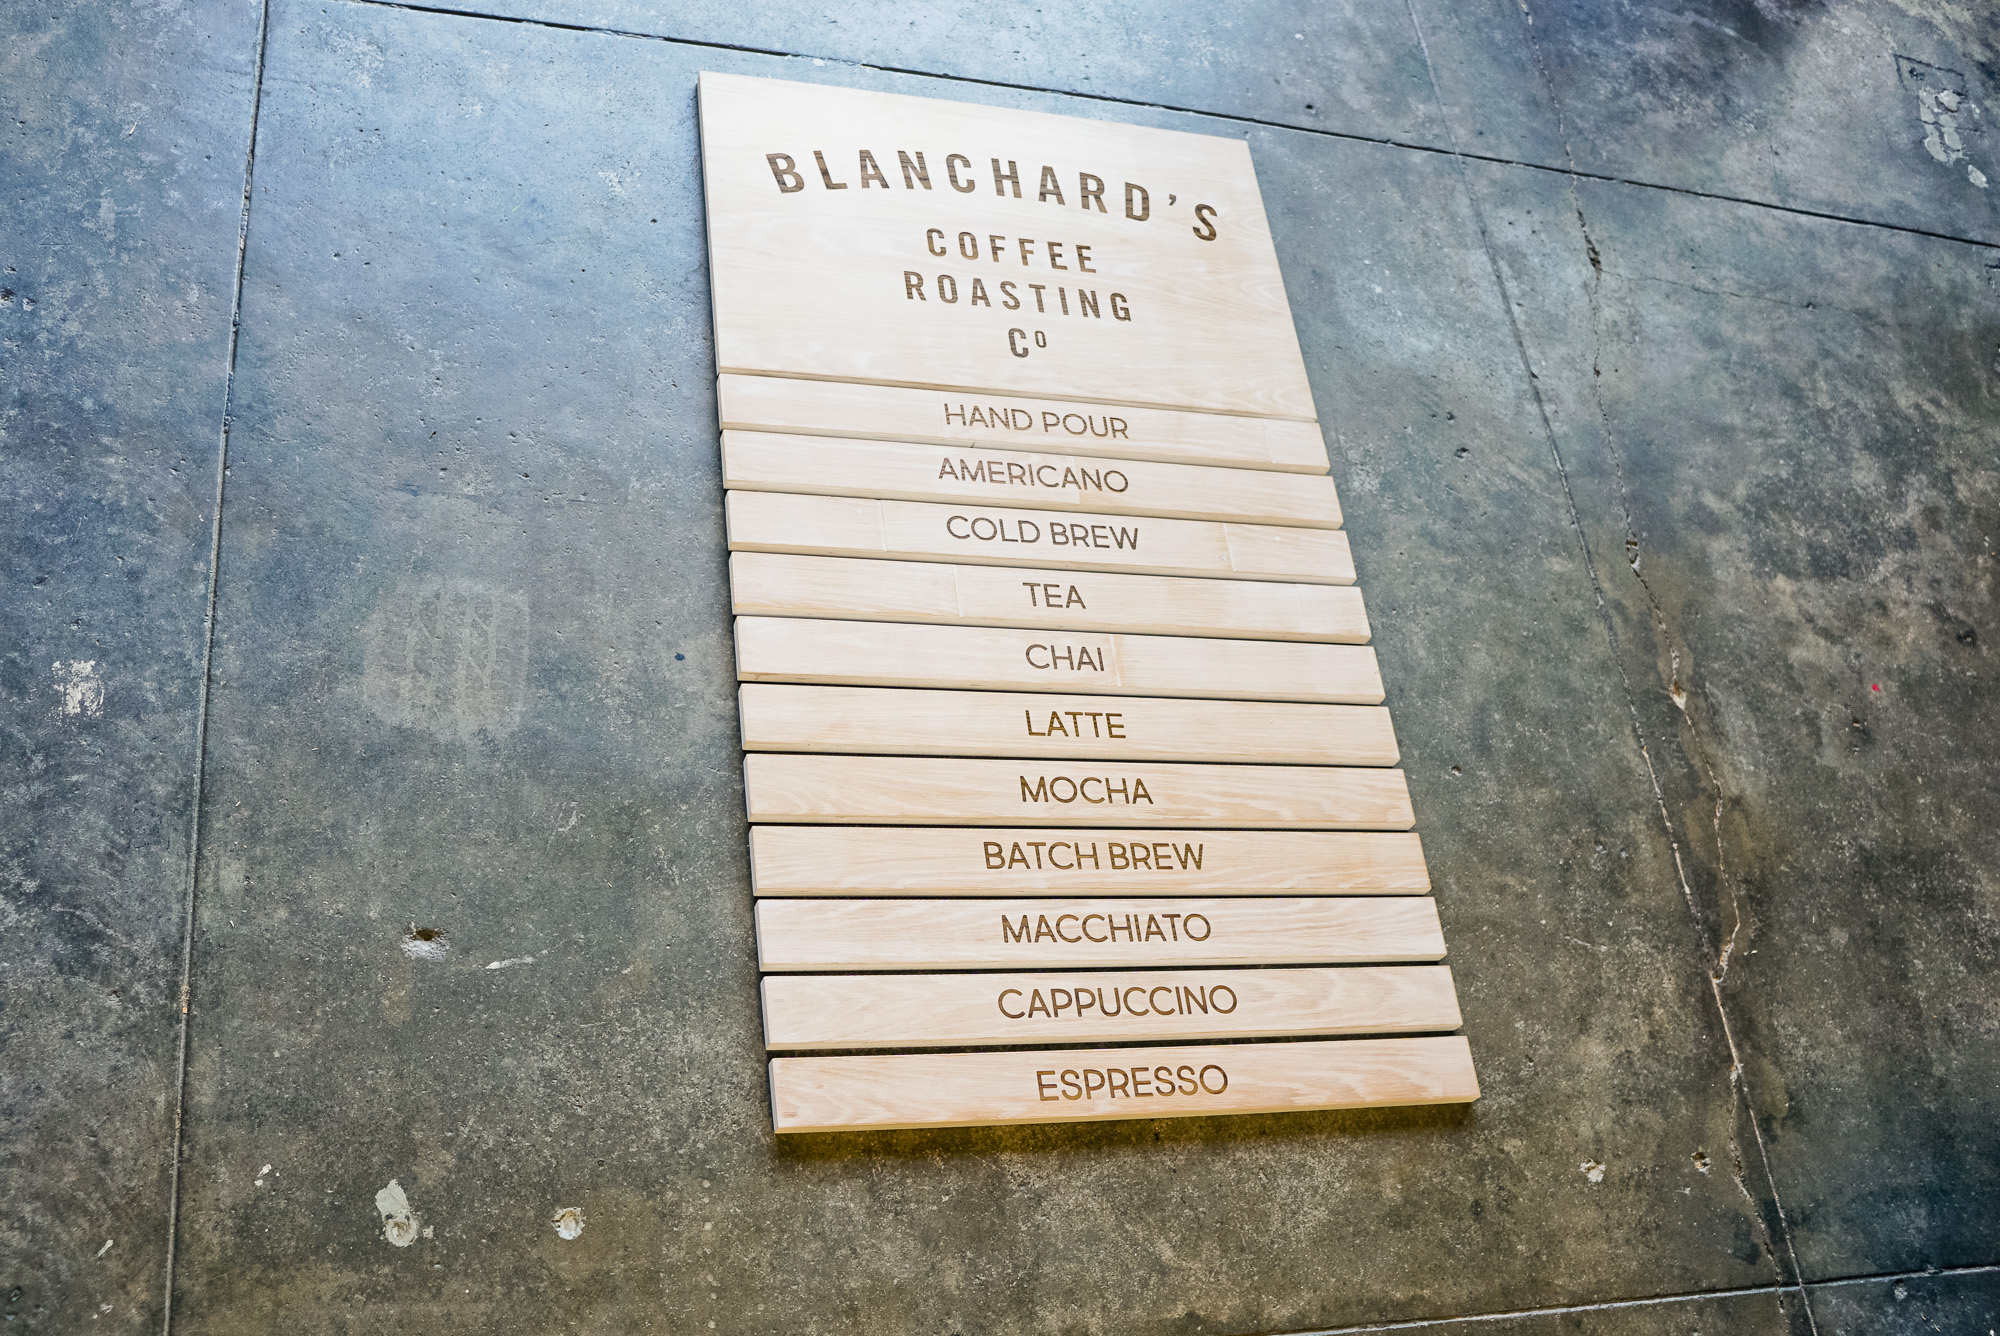 BLANCHARD'S
COFFEE
ROASTING
Cº
HAND POUR
AMERICANO
COLD BREW
TEA
CHAI
LATTE
MOCHA
BATCH BREW
MACCHIATO
CAPPUCCINO
ESPRESSO